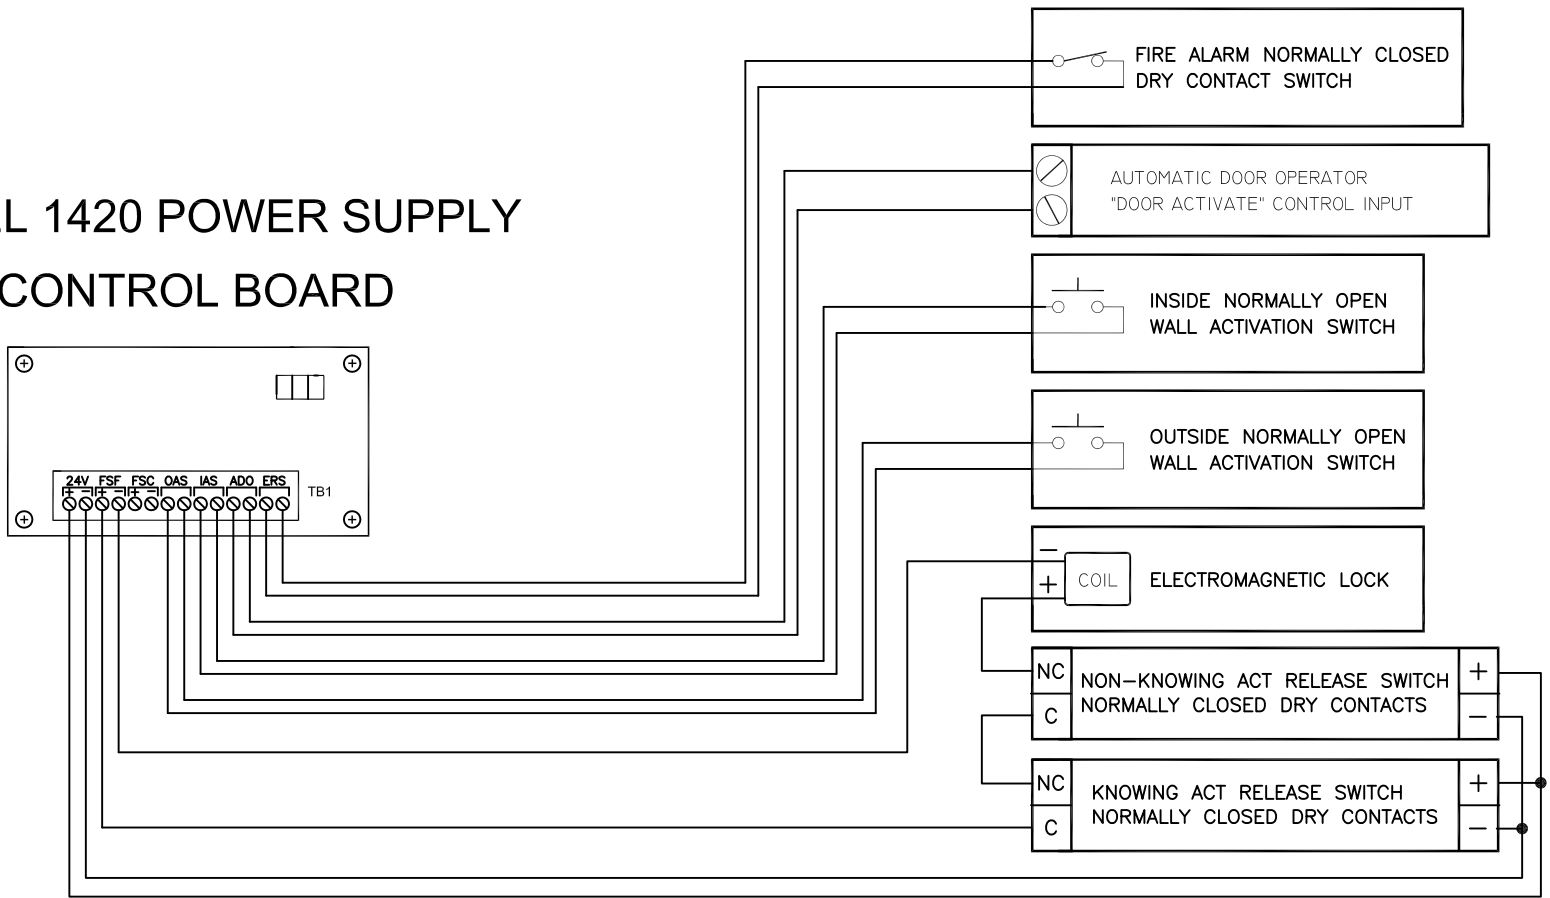 1420 POWER SUPPLY
CONTROL BOARD
24V FSF FSC OAS IAS ADO ERS
+ − + − + −
TB1
FIRE ALARM NORMALLY CLOSED
DRY CONTACT SWITCH
AUTOMATIC DOOR OPERATOR
"DOOR ACTIVATE" CONTROL INPUT
INSIDE NORMALLY OPEN
WALL ACTIVATION SWITCH
OUTSIDE NORMALLY OPEN
WALL ACTIVATION SWITCH
−
+
COIL
ELECTROMAGNETIC LOCK
NC
C
NON−KNOWING ACT RELEASE SWITCH
NORMALLY CLOSED DRY CONTACTS
+
−
NC
C
KNOWING ACT RELEASE SWITCH
NORMALLY CLOSED DRY CONTACTS
+
−